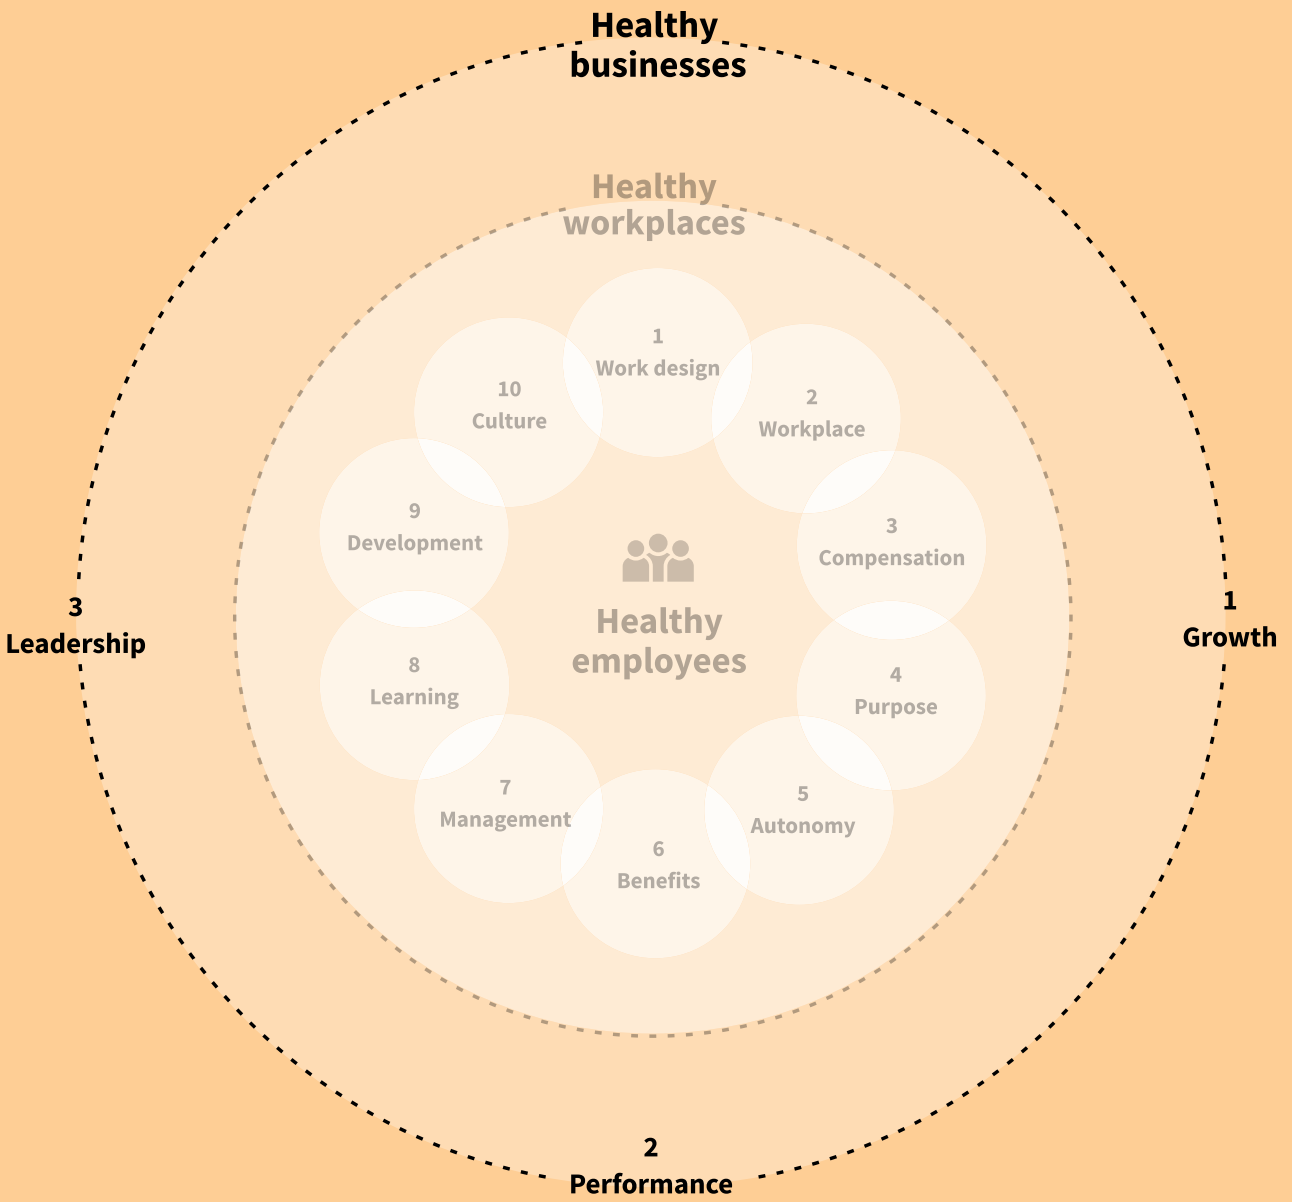 Healthy
businesses
Healthy
workplaces
1
Work design
2
Workplace
3
Compensation
4
Purpose
5
Autonomy
6
Benefits
7
Management
8
Learning
9
Development
10
Culture
Healthy
employees
1
Growth
2
Performance
3
Leadership